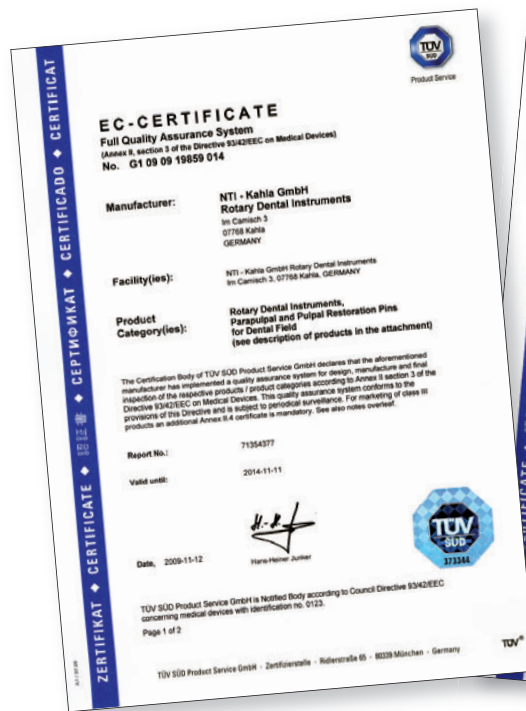 TÜV
SÜD
Product Service
EC-CERTIFICATE
Full Quality Assurance System
(Annex II, section 3 of the Directive 93/42/EEC on Medical Devices)
No. G1 09 09 19859 014
Manufacturer:
NTI - Kahla GmbH
Rotary Dental Instruments
Im Camisch 3
07768 Kahla
GERMANY
Facility(ies):
NTI - Kahla GmbH Rotary Dental Instruments
Im Camisch 3, 07768 Kahla, GERMANY
Product
Category(ies):
Rotary Dental Instruments,
Parapulpal and Pulpal Restoration Pins
for Dental Field
(see description of products in the attachment)
The Certification Body of TÜV SÜD Product Service GmbH declares that the aforementioned
manufacturer has implemented a quality assurance system for design, manufacture and final
inspection of the respective products / product categories according to Annex II section 3 of the
Directive 93/42/EEC on Medical Devices. This quality assurance system conforms to the
provisions of this Directive and is subject to periodical surveillance. For marketing of class III
products an additional Annex II.4 certificate is mandatory. See also notes overleaf.
Report No.:
71354377
Valid until:
2014-11-11
Date, 2009-11-12
Hans-Heiner Junker
TÜV
SÜD
373344
TÜV SÜD Product Service GmbH is Notified Body according to Council Directive 93/42/EEC
concerning medical devices with identification no. 0123.
Page 1 of 2
TÜV SÜD Product Service GmbH · Zertifizierstelle · Ridlerstraße 65 · 80339 München · Germany
TÜV®
ZERTIFIKAT ◆ CERTIFICATE ◆ ◆ СЕРТИФИКАТ ◆ CERTIFICADO ◆ CERTIFICAT